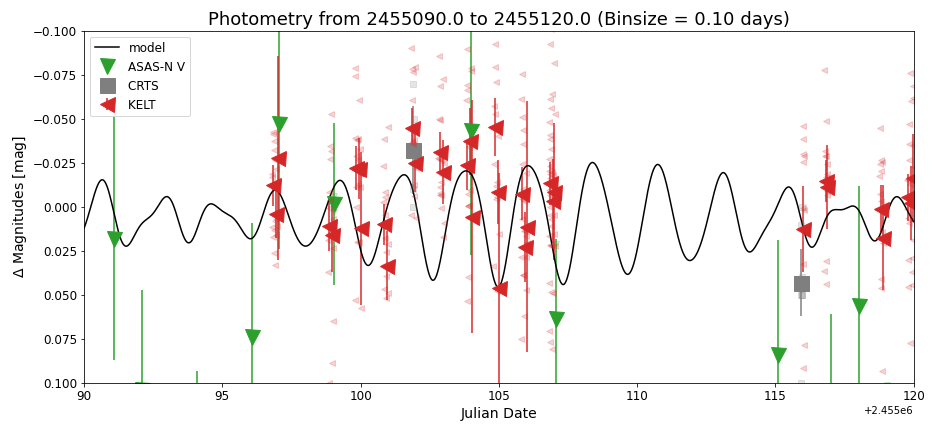 Photometry from 2455090.0 to 2455120.0 (Binsize = 0.10 days)
model
ASAS-N V
CRTS
KELT
Δ Magnitudes [mag]
−0.100
−0.075
−0.050
−0.025
0.000
0.025
0.050
0.075
0.100
90
95
100
105
110
115
120
Julian Date
+2.455e6